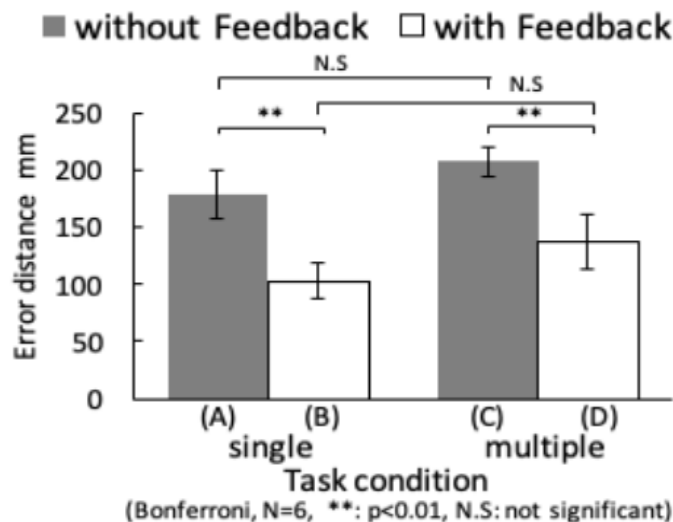 without Feedback with Feedback
N.S
N.S
** **
250
200
150
100
50
0
Error distance mm
(A) (B) (C) (D)
single multiple
Task condition
(Bonferroni, N=6, **: p<0.01, N.S: not significant)